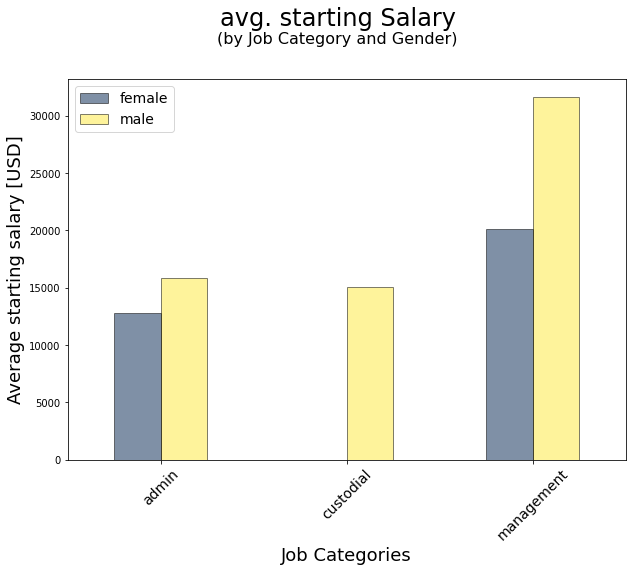 avg. starting Salary
(by Job Category and Gender)
female
male
Average starting salary [USD]
30000
25000
20000
15000
10000
5000
0
admin
custodial
management
Job Categories